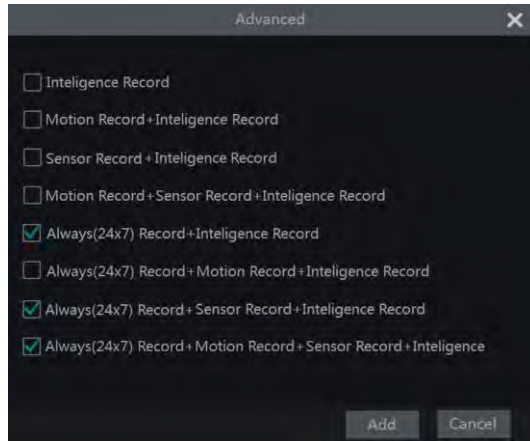 Advanced
Inteligence Record
Motion Record+Inteligence Record
Sensor Record+Inteligence Record
Motion Record+Sensor Record+Inteligence Record
Always(24x7) Record+Inteligence Record
Always(24x7) Record+Motion Record+Inteligence Record
Always(24x7) Record+Sensor Record+Inteligence Record
Always(24x7) Record+Motion Record+Sensor Record+Inteligence
Add Cancel